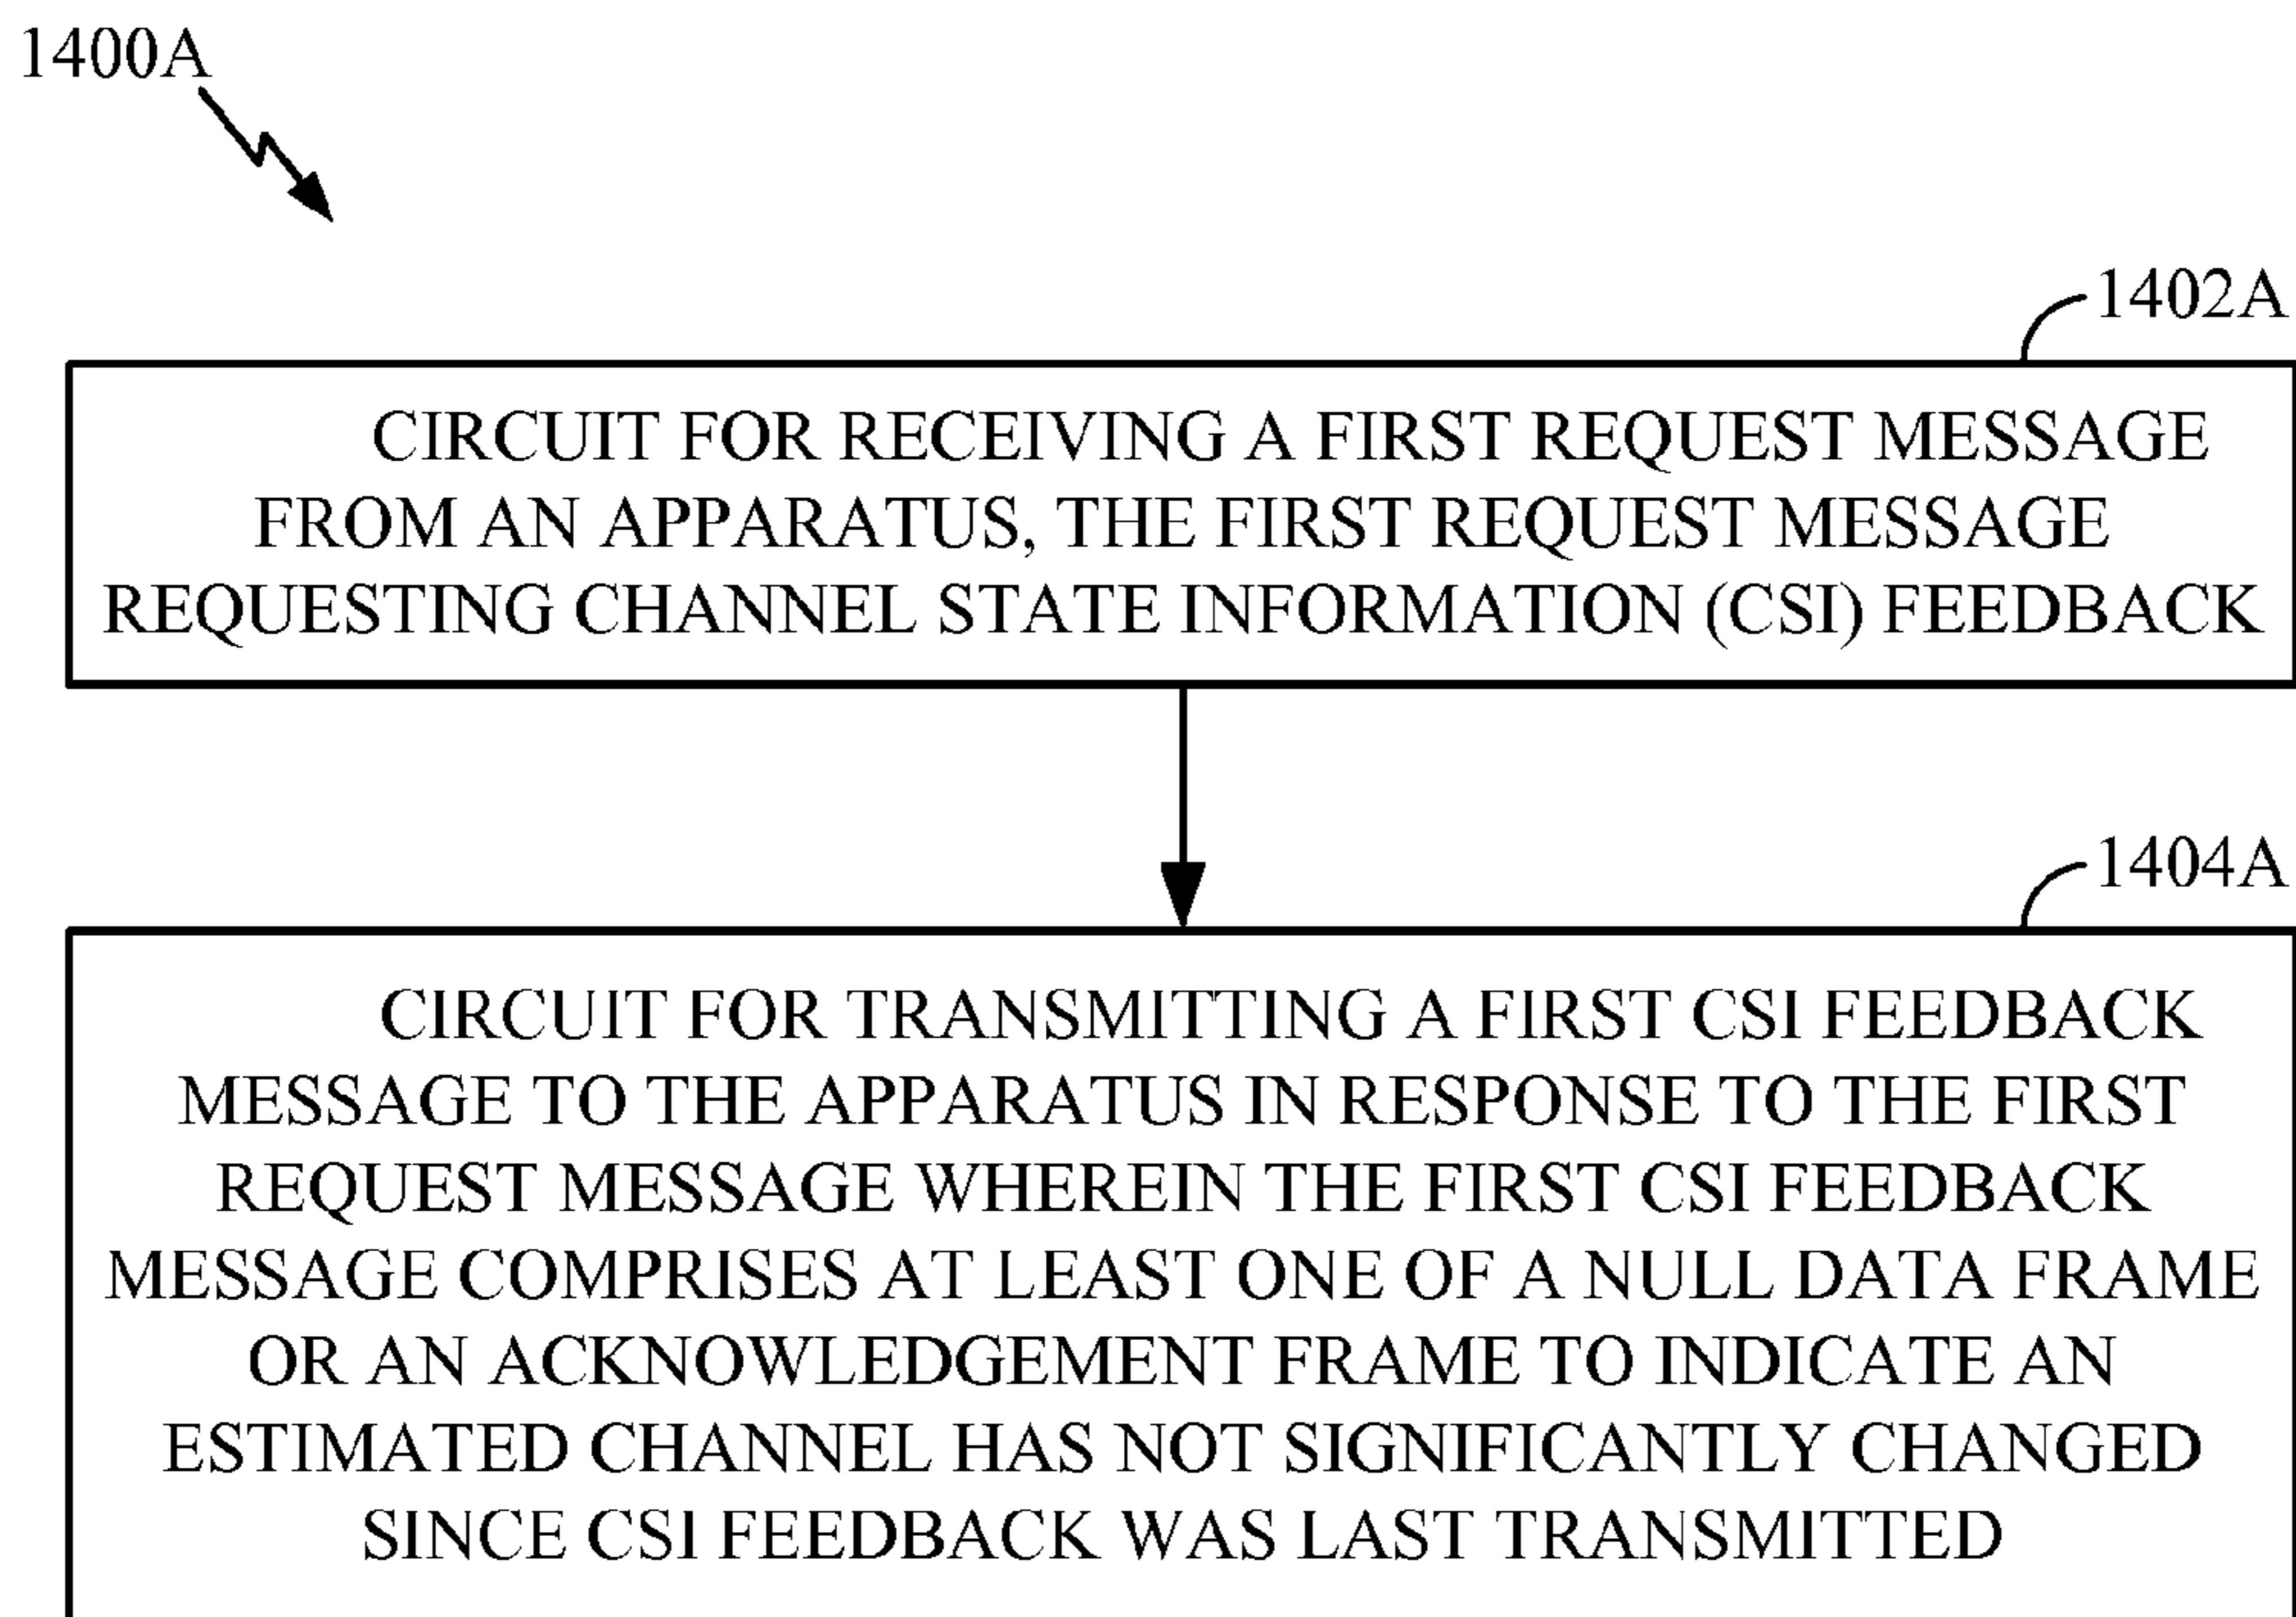 1400A
1402A
CIRCUIT FOR RECEIVING A FIRST REQUEST MESSAGE
FROM AN APPARATUS, THE FIRST REQUEST MESSAGE
REQUESTING CHANNEL STATE INFORMATION (CSI) FEEDBACK
1404A
CIRCUIT FOR TRANSMITTING A FIRST CSI FEEDBACK
MESSAGE TO THE APPARATUS IN RESPONSE TO THE FIRST
REQUEST MESSAGE WHEREIN THE FIRST CSI FEEDBACK
MESSAGE COMPRISES AT LEAST ONE OF A NULL DATA FRAME
OR AN ACKNOWLEDGEMENT FRAME TO INDICATE AN
ESTIMATED CHANNEL HAS NOT SIGNIFICANTLY CHANGED
SINCE CSI FEEDBACK WAS LAST TRANSMITTED